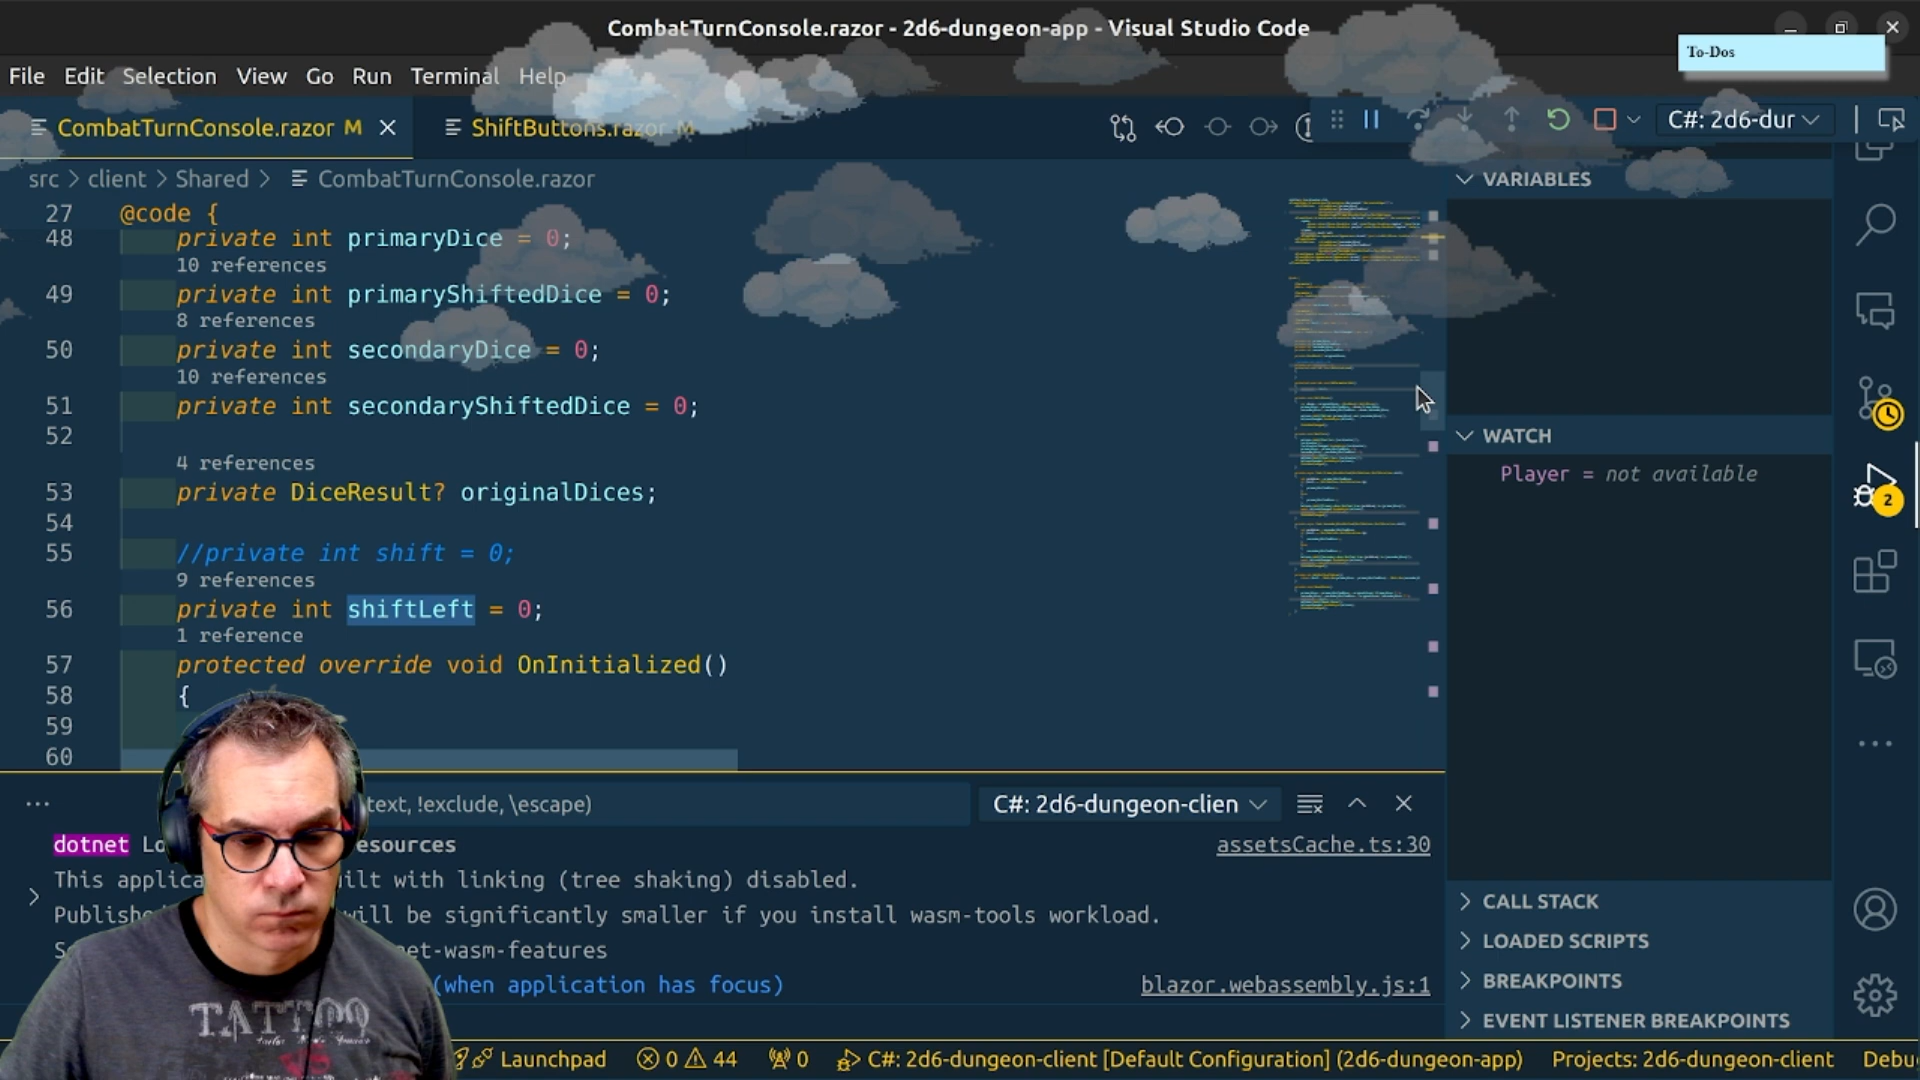 CombatTurnConsole.razor - 2d6-dungeon-app - Visual Studio Code
To-Dos
File Edit Selection View Go Run Terminal Help
CombatTurnConsole.razor M
ShiftButtons.razor M
C#: 2d6-dur
src > client > Shared > CombatTurnConsole.razor
VARIABLES
27 @code {
48 private int primaryDice = 0;
10 references
49 private int primaryShiftedDice = 0;
8 references
50 private int secondaryDice = 0;
10 references
51 private int secondaryShiftedDice = 0;
52
4 references
53 private DiceResult? originalDices;
54
55 //private int shift = 0;
9 references
56 private int shiftLeft = 0;
1 reference
57 protected override void OnInitialized()
58 {
59
60
WATCH
Player = not available
2
CALL STACK
LOADED SCRIPTS
BREAKPOINTS
EVENT LISTENER BREAKPOINTS
text, !exclude, \escape)
C#: 2d6-dungeon-clien
dotnet Lo esources
assetsCache.ts:30
This applica ilt with linking (tree shaking) disabled.
Publishe will be significantly smaller if you install wasm-tools workload.
et-wasm-features
(when application has focus)
blazor.webassembly.js:1
TATTOO
Launchpad 0 44 0 C#: 2d6-dungeon-client [Default Configuration] (2d6-dungeon-app) Projects: 2d6-dungeon-client Debu